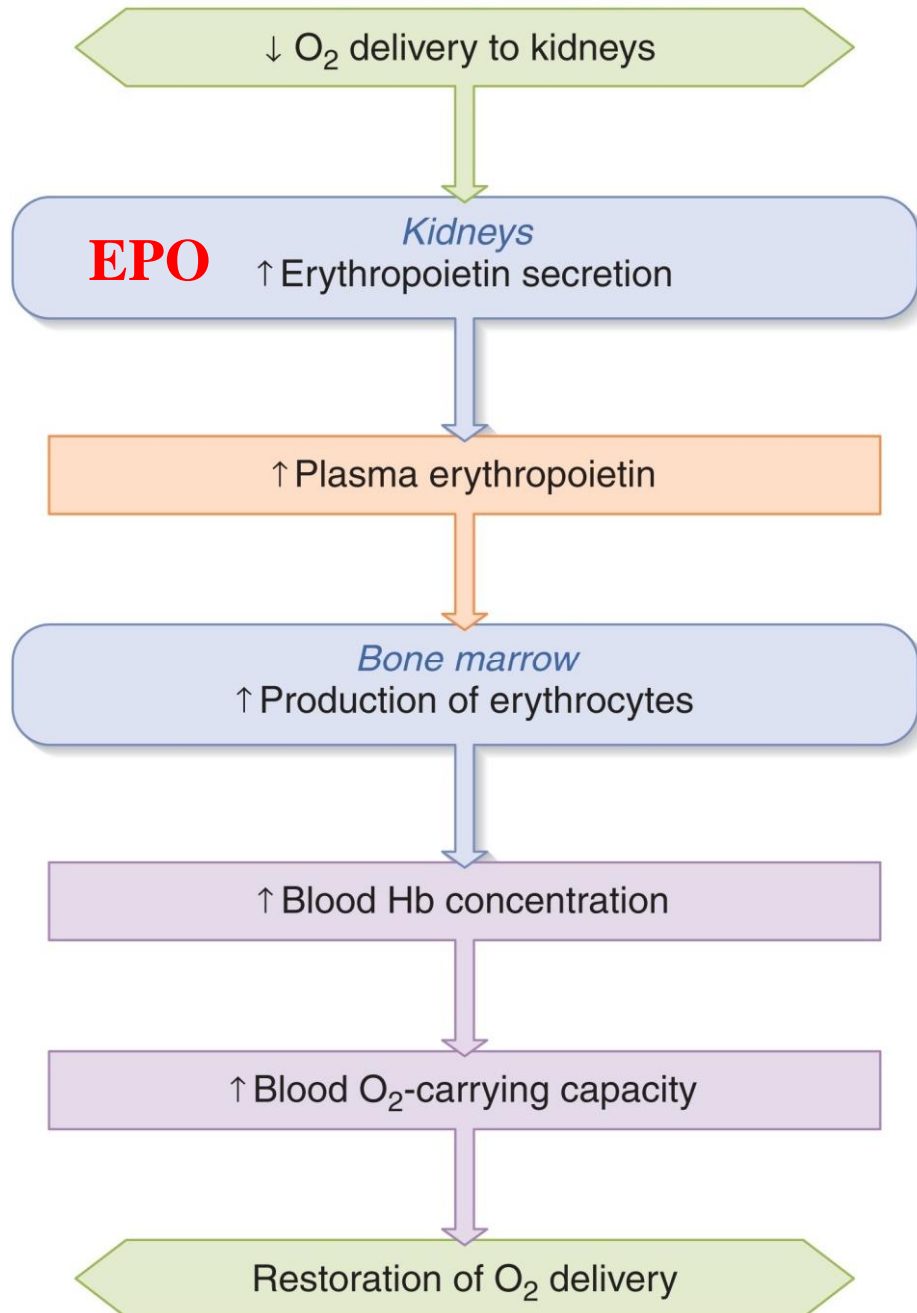 ↓ O₂ delivery to kidneys
Kidneys
EPO
↑ Erythropoietin secretion
↑ Plasma erythropoietin
Bone marrow
↑ Production of erythrocytes
↑ Blood Hb concentration
↑ Blood O₂-carrying capacity
Restoration of O₂ delivery